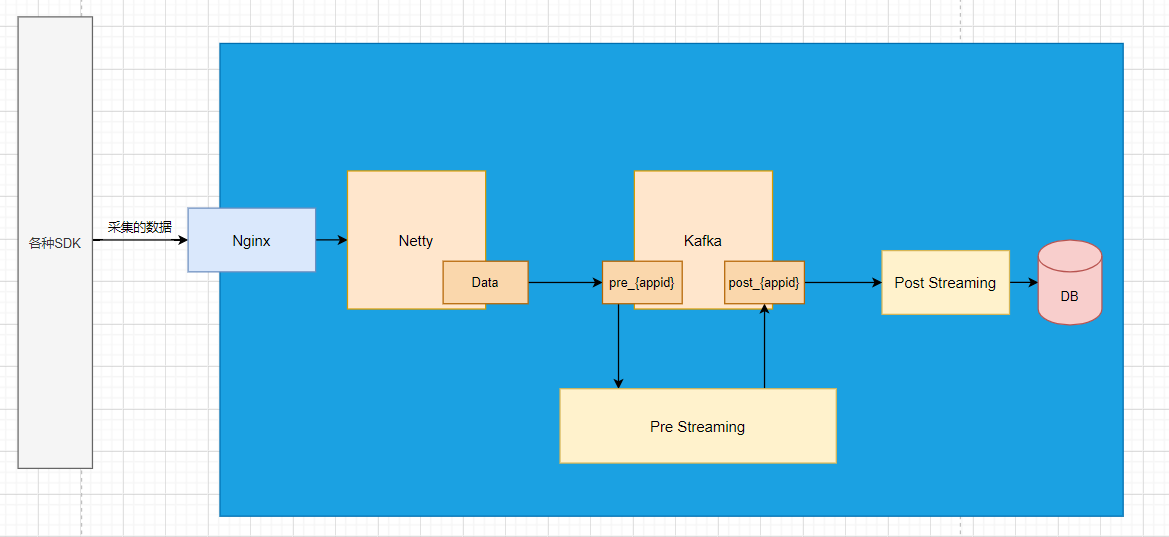 各种SDK
采集的数据
Nginx
Netty
Data
Kafka
pre_{appid}
post_{appid}
Pre Streaming
Post Streaming
DB